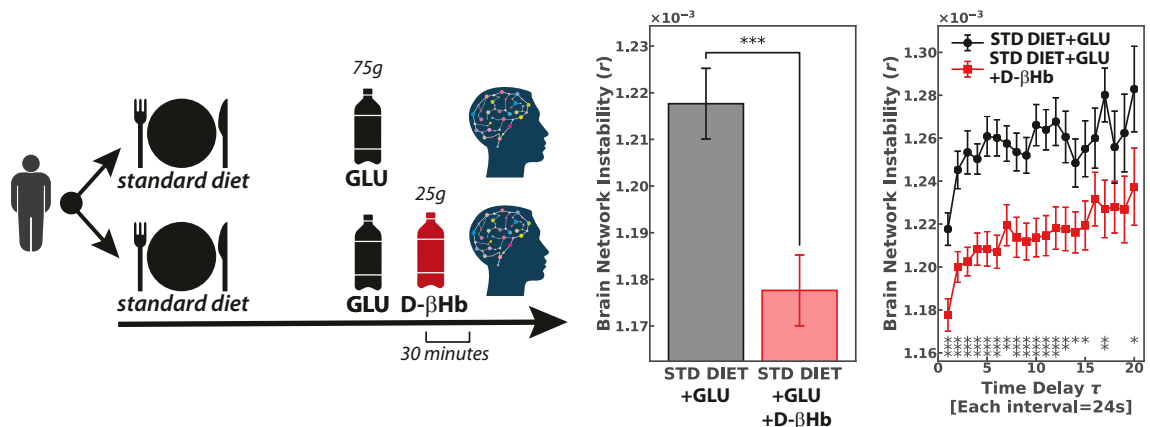 75g
standard diet
GLU
25g
standard diet
GLU D-βHb
30 minutes
×10⁻³
Brain Network Instability (r)
1.23
1.22
1.21
1.20
1.19
1.18
1.17
***
STD DIET
+GLU
STD DIET
+GLU
+D-βHb
×10⁻³
Brain Network Instability (r)
1.30
1.28
1.26
1.24
1.22
1.20
1.18
1.16
STD DIET+GLU
STD DIET+GLU
+D-βHb
0 5 10 15 20
Time Delay τ
[Each interval=24s]